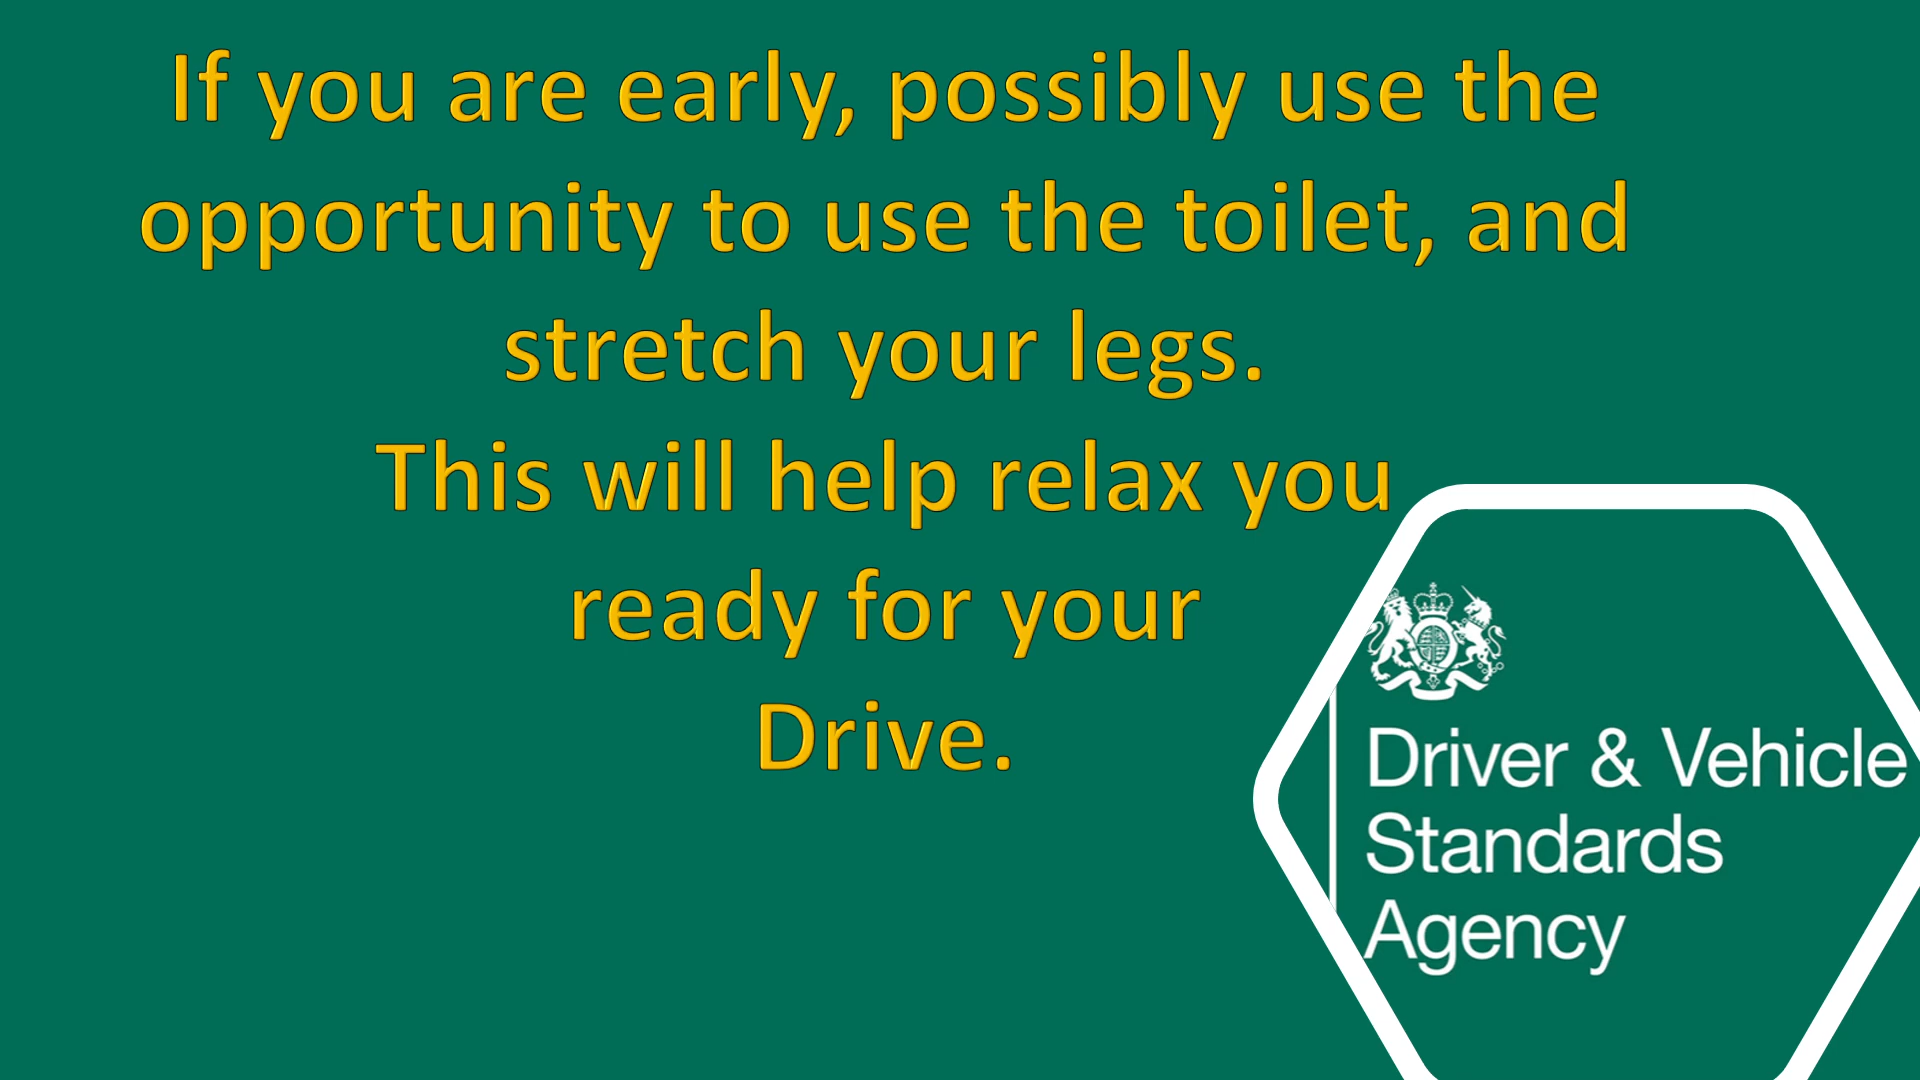 If you are early, possibly use the
opportunity to use the toilet, and
stretch your legs.
This will help relax you
ready for your
Drive.
Driver & Vehicle
Standards
Agency